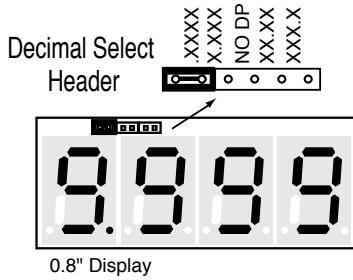 Decimal Select
Header
.XXXX
X.XXX
NO DP
XX.XX
XXX.X
9.999
0.8" Display